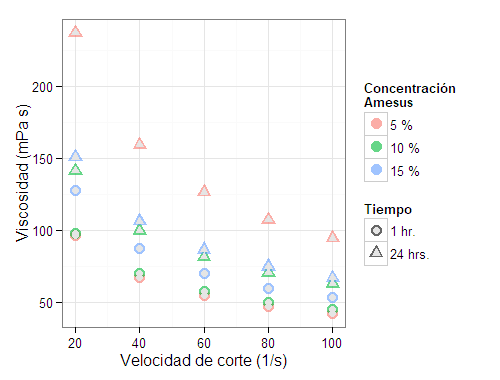 200
150
100
50
Viscosidad (mPa s)
20
40
60
80
100
Velocidad de corte (1/s)
Concentración
Amesus
5 %
10 %
15 %
Tiempo
1 hr.
24 hrs.